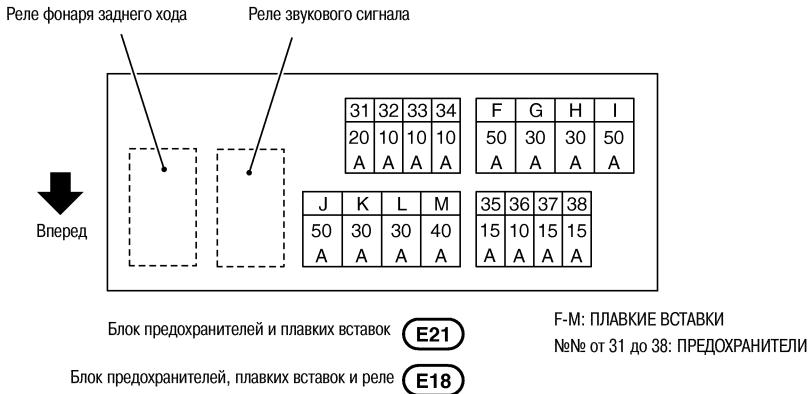 Реле фонаря заднего хода
Реле звукового сигнала
31 32 33 34
20 10 10 10
A A A A
F G H I
50 30 30 50
A A A A
Вперед
J K L M
50 30 30 40
A A A A
35 36 37 38
15 10 15 15
A A A A
Блок предохранителей и плавких вставок E21
F-M: ПЛАВКИЕ ВСТАВКИ
№№ от 31 до 38: ПРЕДОХРАНИТЕЛИ
Блок предохранителей, плавких вставок и реле E18